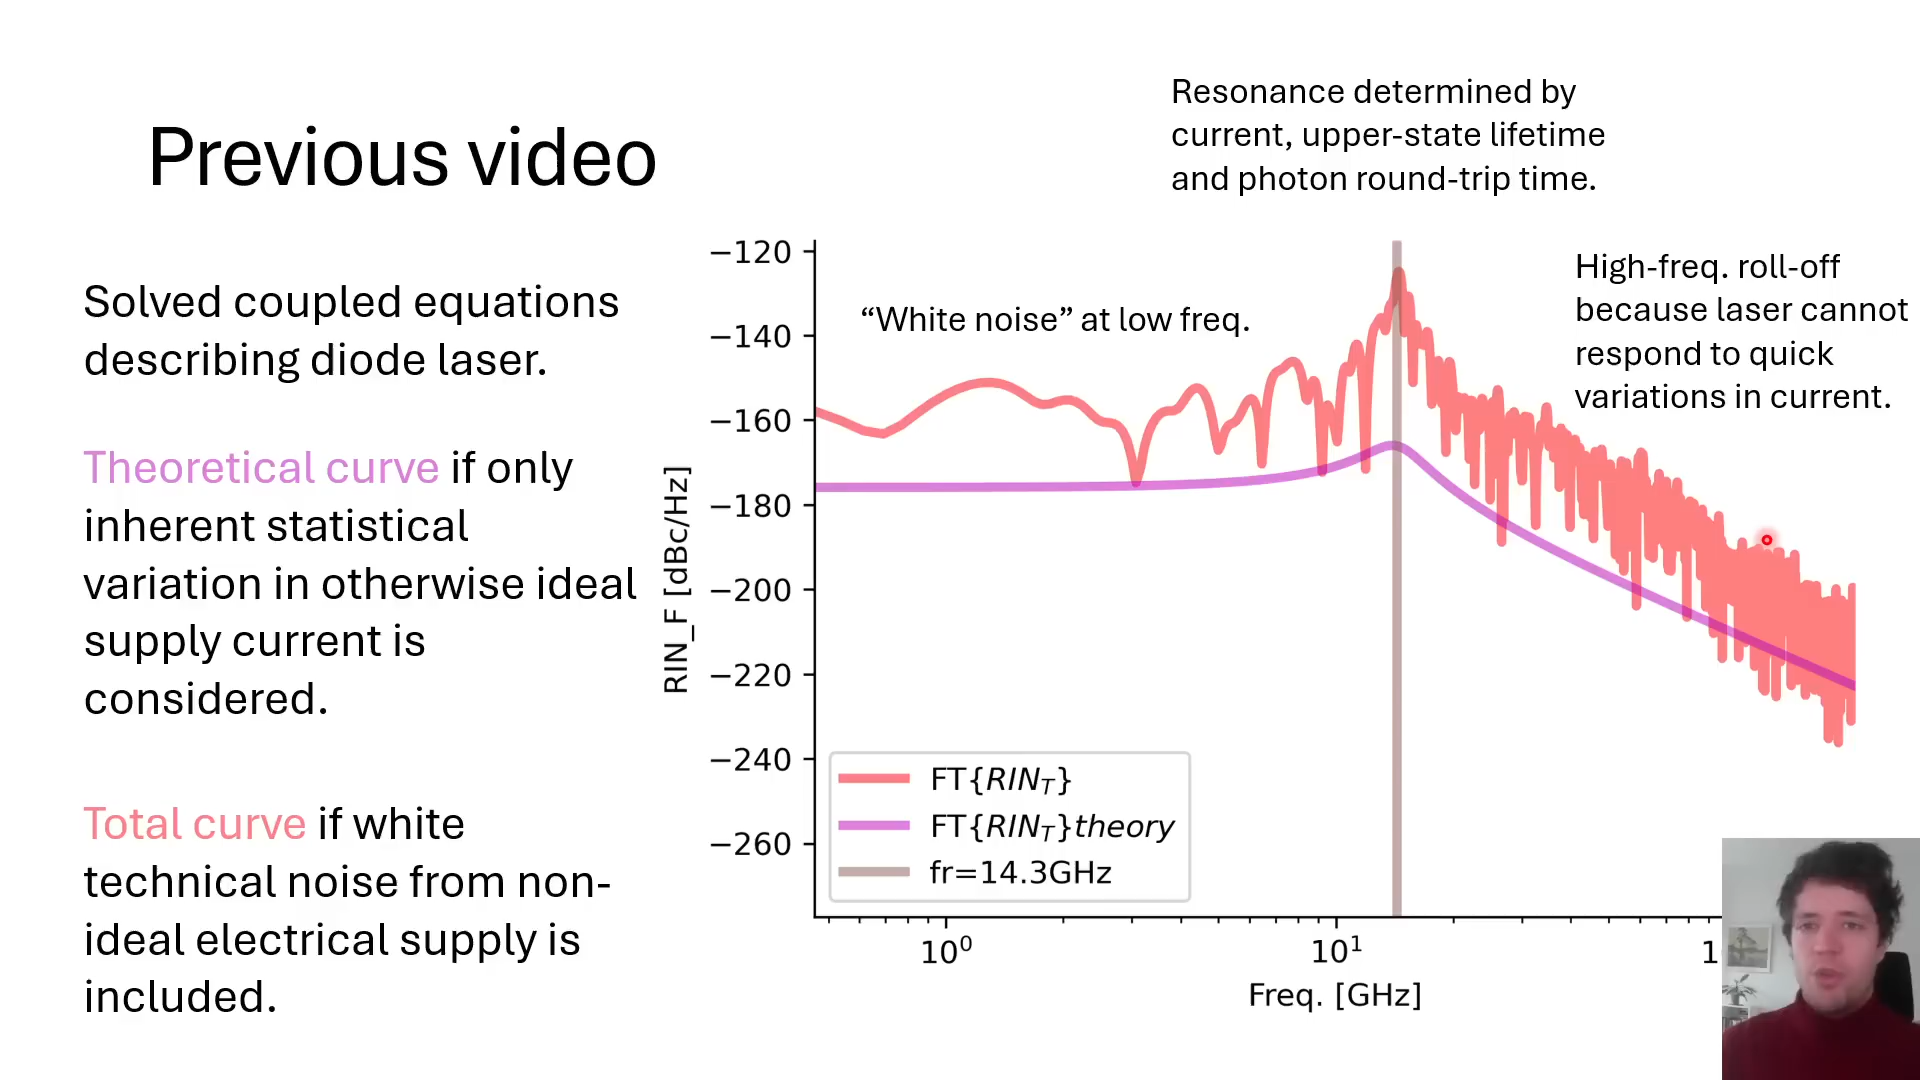 Previous video
Solved coupled equations
describing diode laser.
Theoretical curve if only
inherent statistical
variation in otherwise ideal
supply current is
considered.
Total curve if white
technical noise from non-
ideal electrical supply is
included.
Resonance determined by
current, upper-state lifetime
and photon round-trip time.
High-freq. roll-off
because laser cannot
respond to quick
variations in current.
“White noise” at low freq.
RIN_F [dBc/Hz]
−120
−140
−160
−180
−200
−220
−240
−260
FT{RIN_T}
FT{RIN_T}theory
fr=14.3GHz
10⁰
10¹
Freq. [GHz]